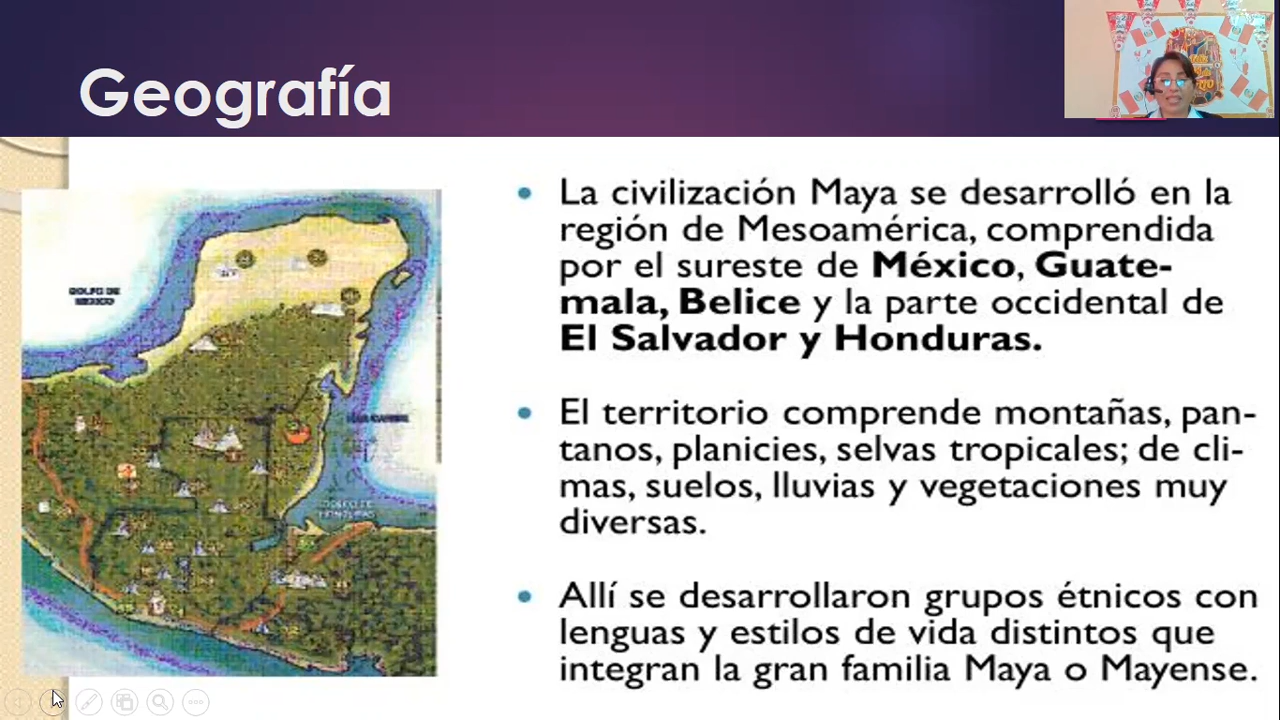 Geografía
GOLFO DE
MEXICO
GOLFO DE
HONDURAS
• La civilización Maya se desarrolló en la
región de Mesoamérica, comprendida
por el sureste de México, Guate-
mala, Belice y la parte occidental de
El Salvador y Honduras.
• El territorio comprende montañas, pan-
tanos, planicies, selvas tropicales; de cli-
mas, suelos, lluvias y vegetaciones muy
diversas.
• Allí se desarrollaron grupos étnicos con
lenguas y estilos de vida distintos que
integran la gran familia Maya o Mayense.